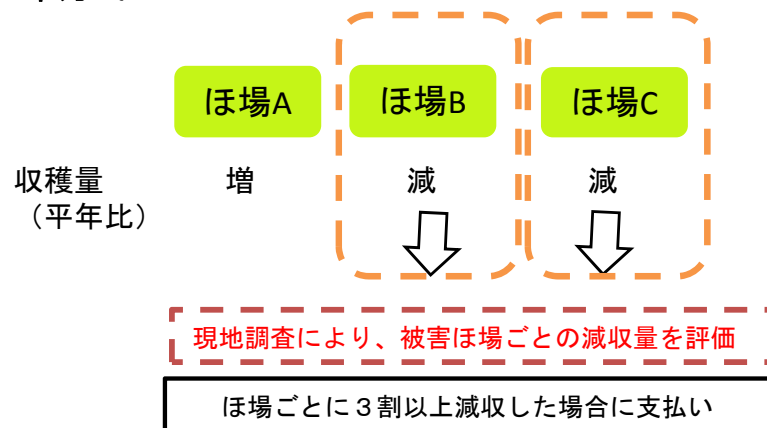 ほ場A
ほ場B
ほ場C
収穫量 増 減 減
（平年比）
現地調査により、被害ほ場ごとの減収量を評価
ほ場ごとに３割以上減収した場合に支払い